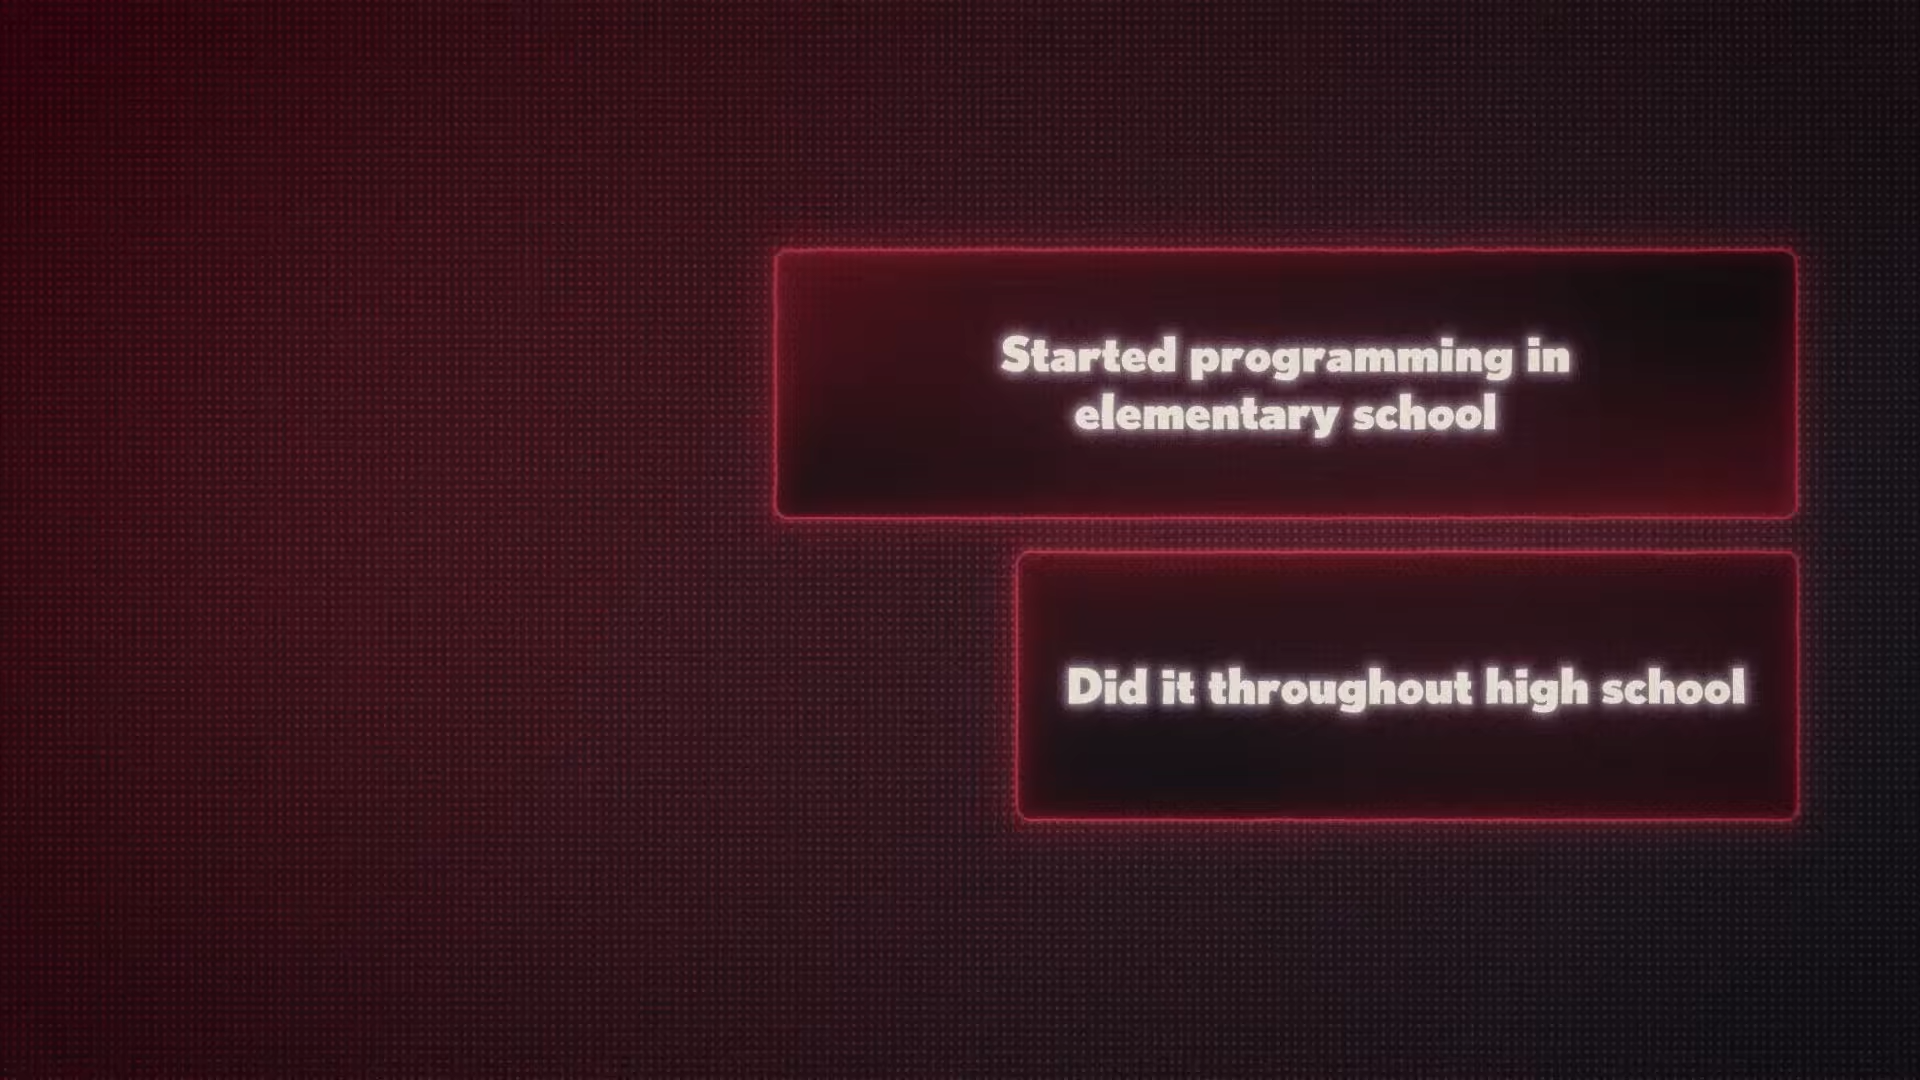 Started programming in
elementary school
Did it throughout high school